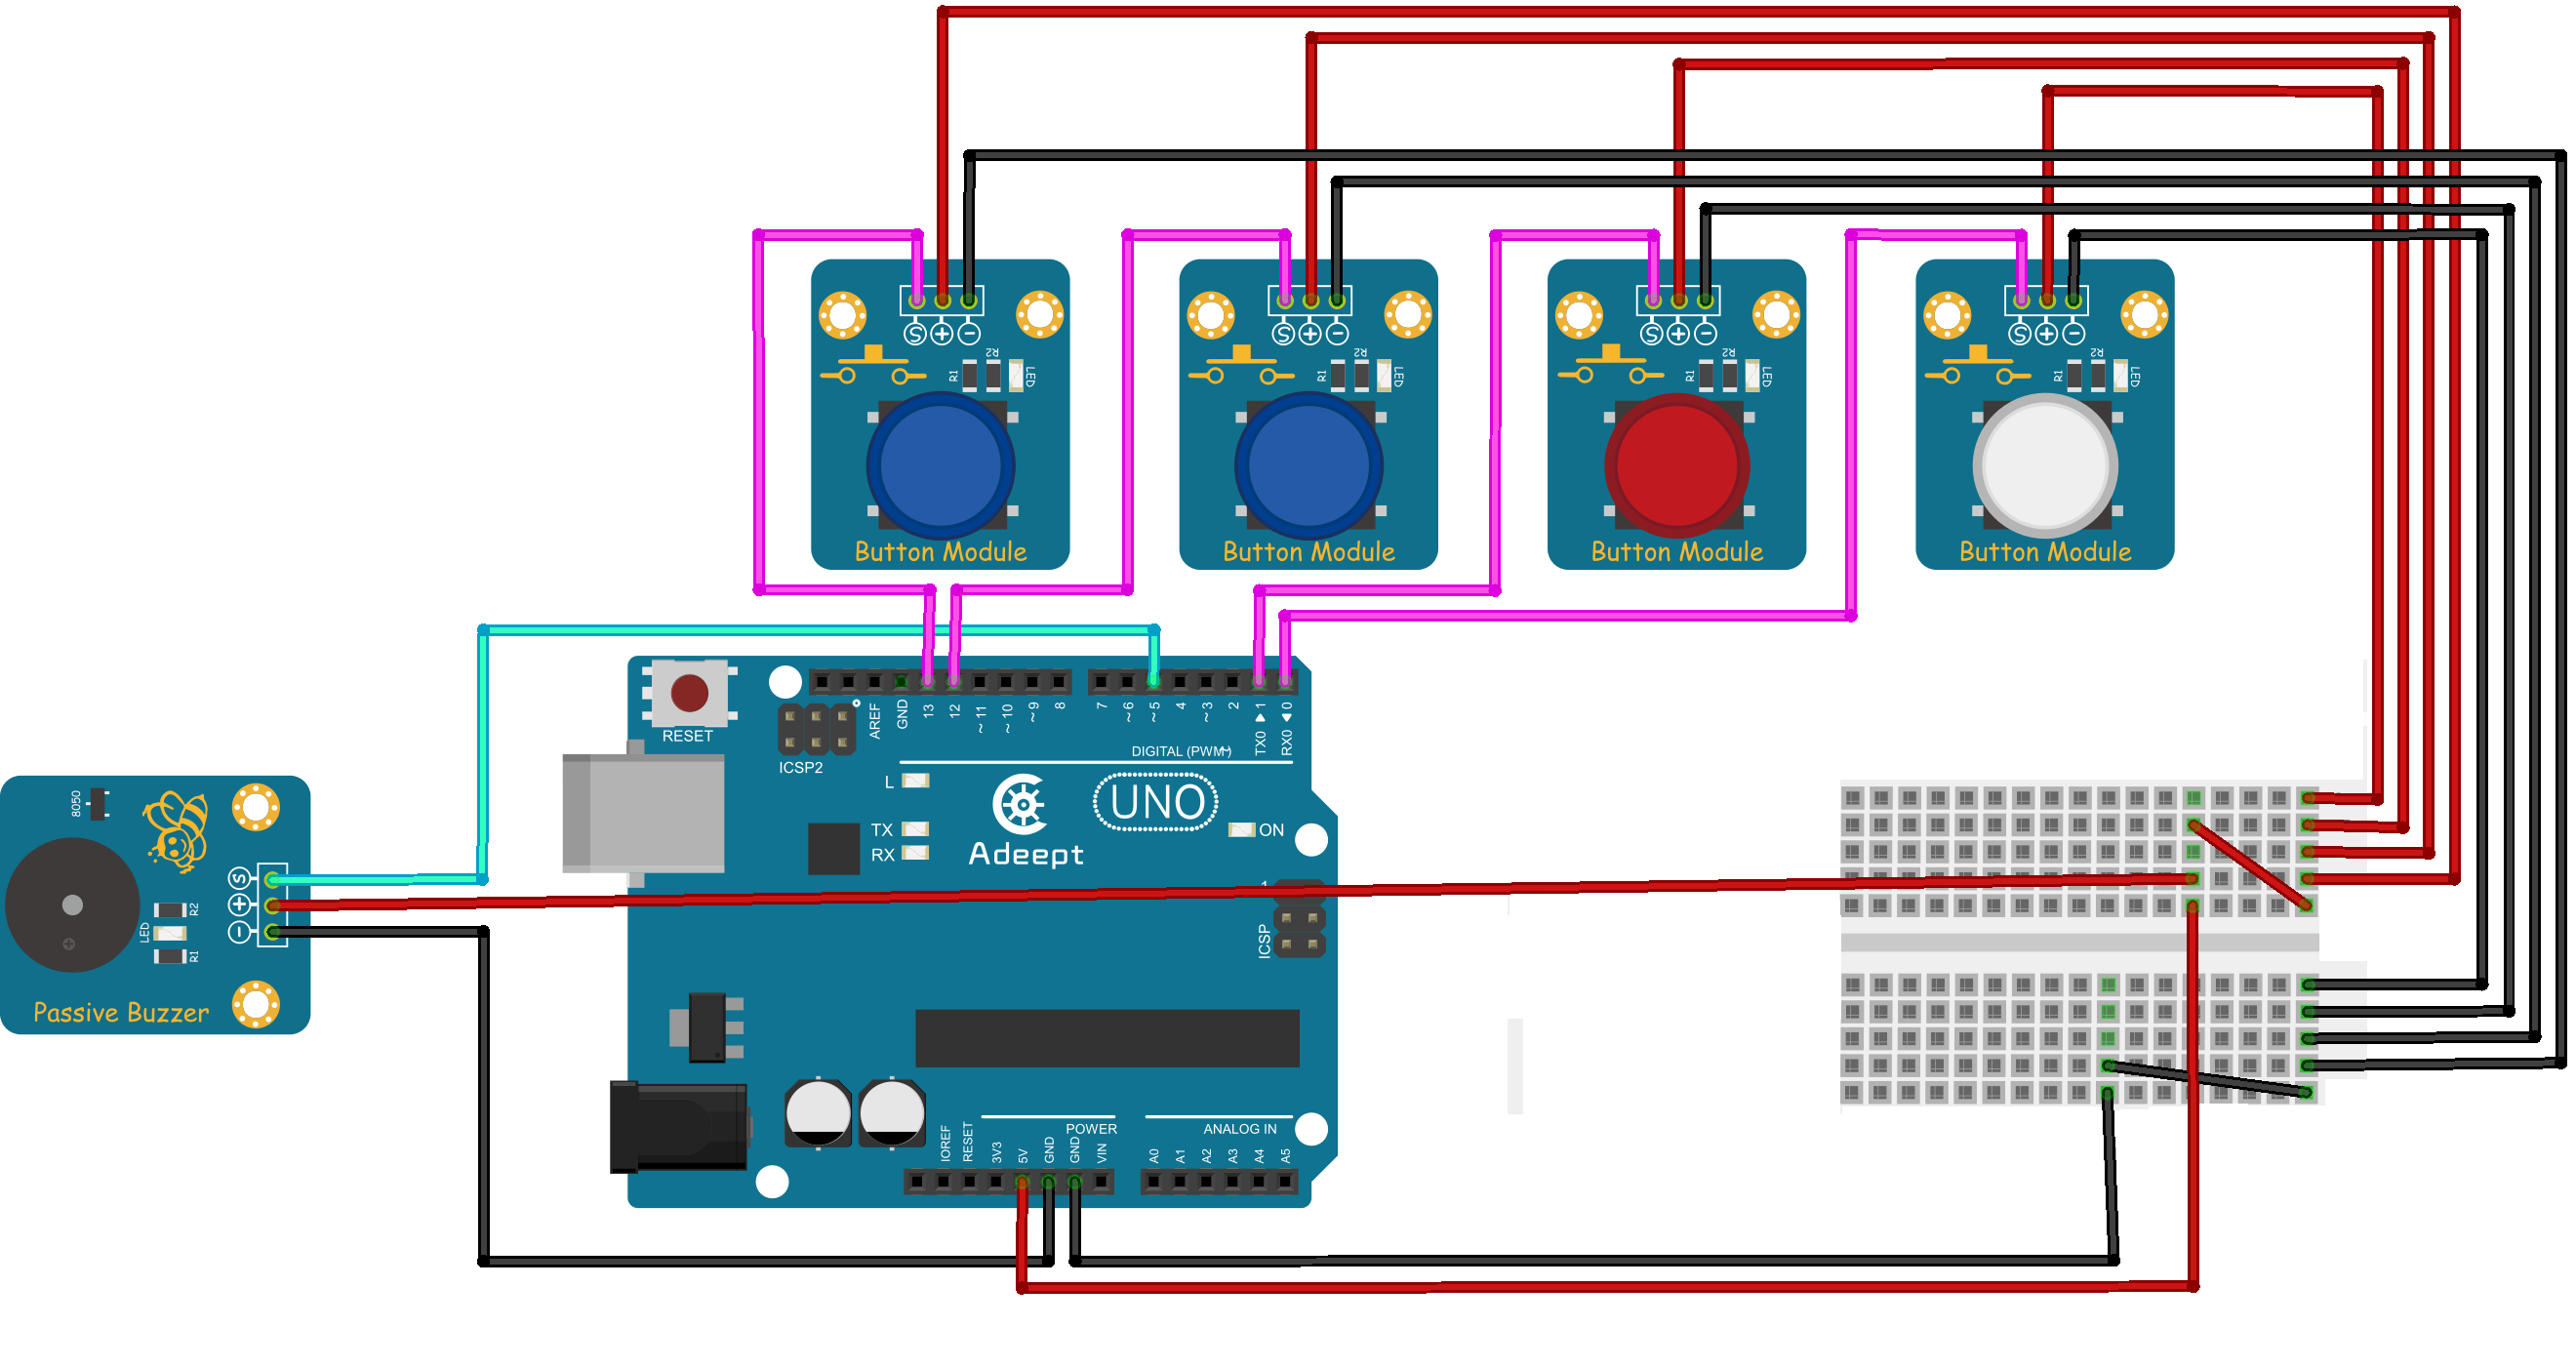 S + −
R1 R2 LED
Button Module
S + −
R1 R2 LED
Button Module
S + −
R1 R2 LED
Button Module
S + −
R1 R2 LED
Button Module
RESET
ICSP2
AREF GND 13 12 ~11 ~10 ~9 8 7 ~6 ~5 4 ~3 2 TX0 ▶ 1 RX0 ◀ 0
DIGITAL (PWM~)
L
TX
RX
UNO
Adeept
ON
1
ICSP
POWER
ANALOG IN
IOREF RESET 3V3 5V GND GND VIN A0 A1 A2 A3 A4 A5
8050
S
+
−
R2
LED
R1
Passive Buzzer